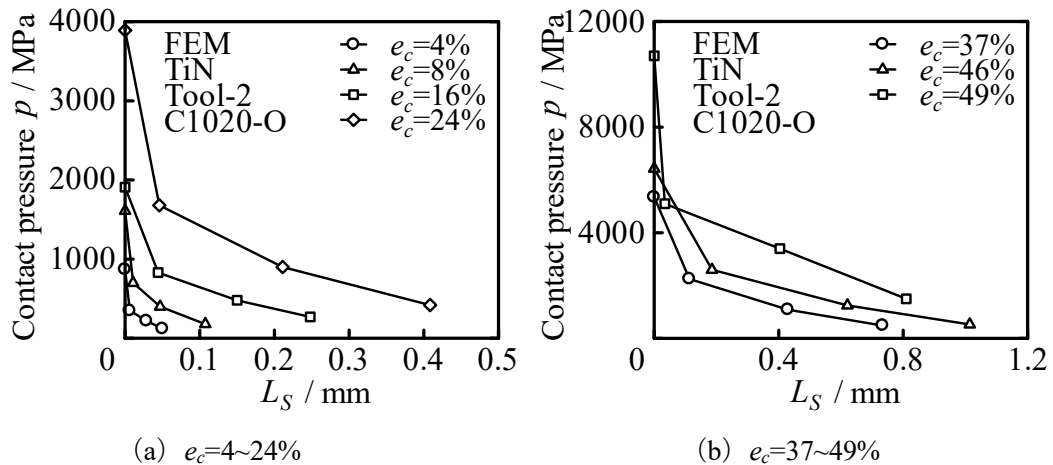 Contact pressure p / MPa
4000
3000
2000
1000
0
0.1
0.2
0.3
0.4
0.5
L_S / mm
FEM
TiN
Tool-2
C1020-O
e_c=4%
e_c=8%
e_c=16%
e_c=24%
(a) e_c=4~24%
Contact pressure p / MPa
12000
9000
6000
3000
0
0.4
0.8
1.2
L_S / mm
FEM
TiN
Tool-2
C1020-O
e_c=37%
e_c=46%
e_c=49%
(b) e_c=37~49%